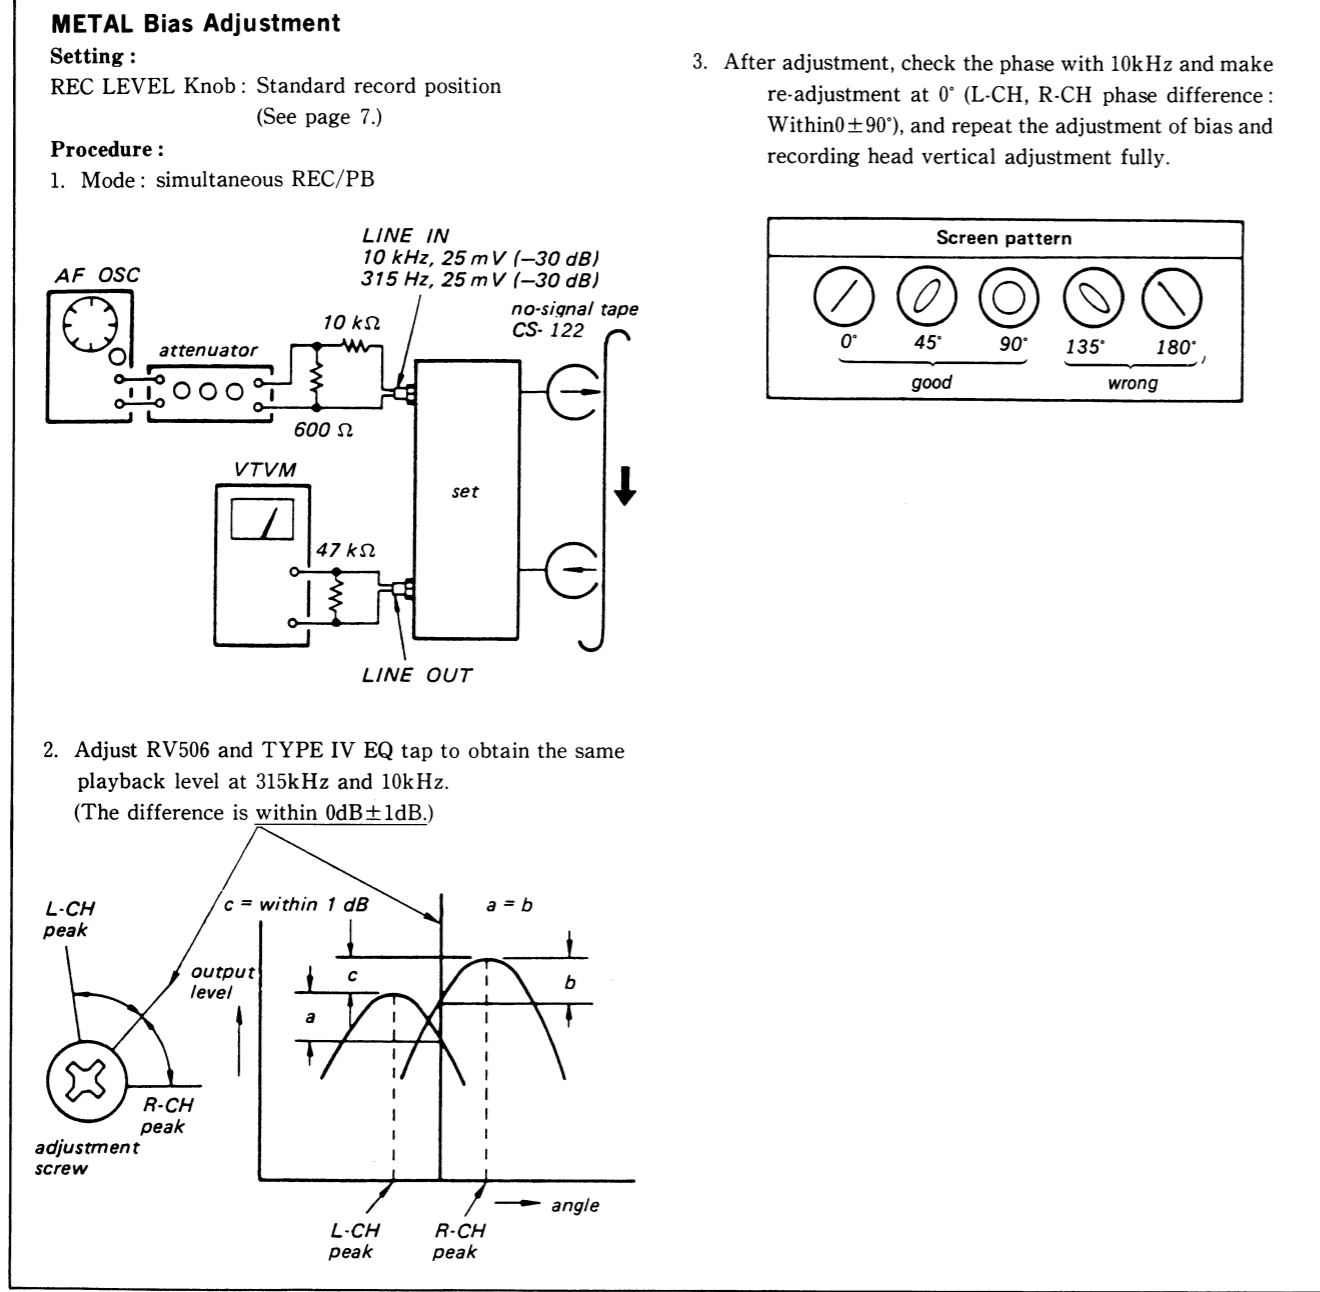 METAL Bias Adjustment
Setting :
REC LEVEL Knob : Standard record position
(See page 7.)
Procedure :
1. Mode : simultaneous REC/PB
LINE IN
10 kHz, 25 mV (–30 dB)
315 Hz, 25 mV (–30 dB)
AF OSC
no-signal tape
CS- 122
10 kΩ
attenuator
600 Ω
VTVM
set
47 kΩ
LINE OUT
2. Adjust RV506 and TYPE IV EQ tap to obtain the same
playback level at 315kHz and 10kHz.
(The difference is within 0dB±1dB.)
L-CH
peak
c = within 1 dB
a = b
output
level
c
b
a
R-CH
peak
adjustment
screw
angle
L-CH
peak
R-CH
peak
3. After adjustment, check the phase with 10kHz and make
re-adjustment at 0° (L-CH, R-CH phase difference :
Within0±90°), and repeat the adjustment of bias and
recording head vertical adjustment fully.
Screen pattern
0° 45° 90° 135° 180°
good wrong